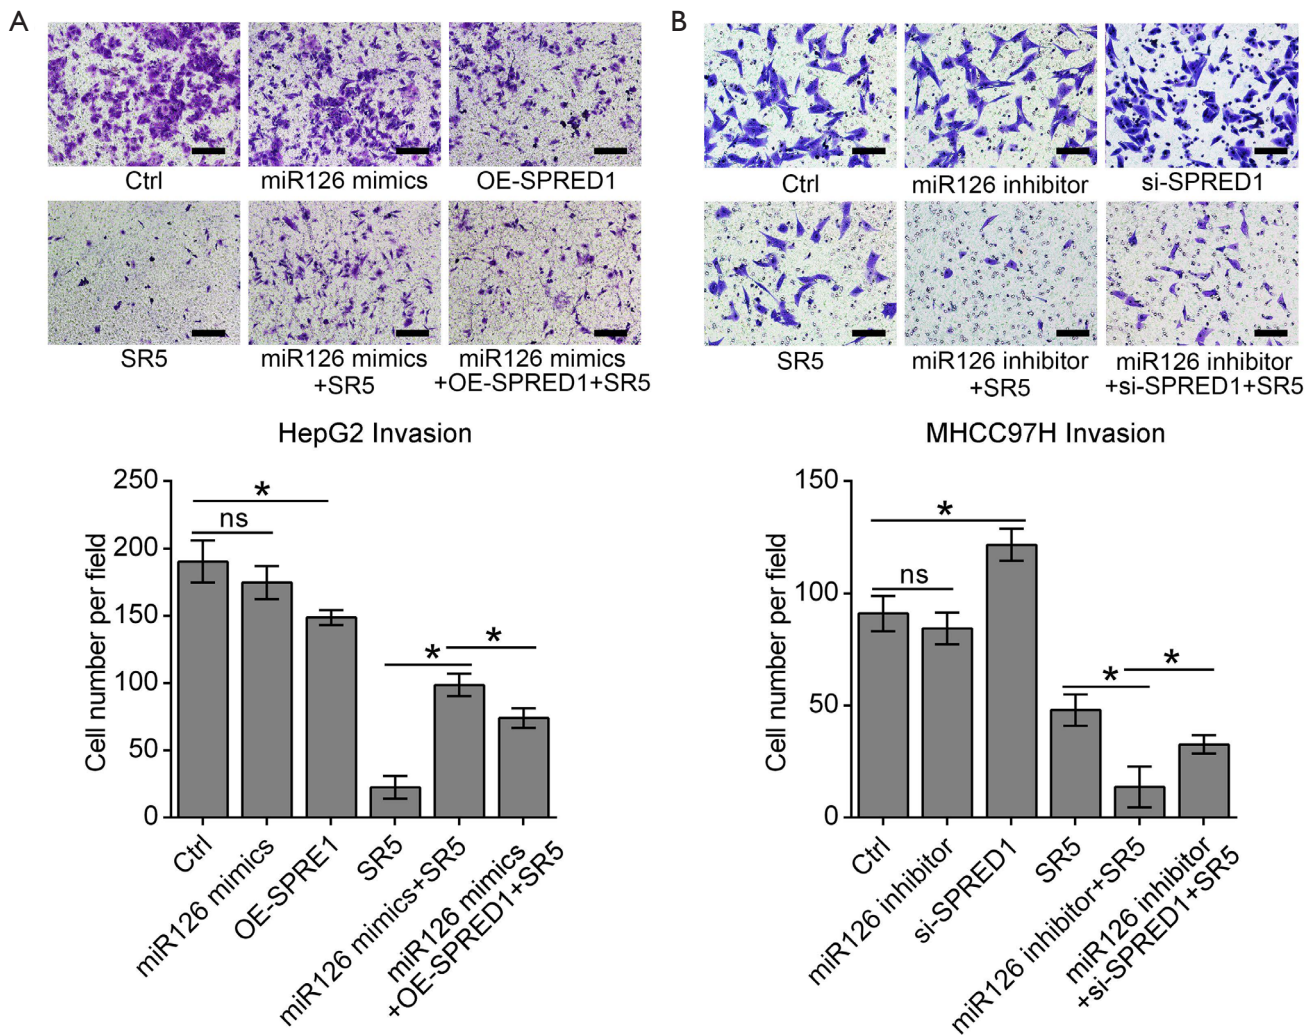 A
B
Ctrl
miR126 mimics
OE-SPRED1
SR5
miR126 mimics
+SR5
miR126 mimics
+OE-SPRED1+SR5
Ctrl
miR126 inhibitor
si-SPRED1
SR5
miR126 inhibitor
+SR5
miR126 inhibitor
+si-SPRED1+SR5
HepG2 Invasion
Cell number per field
250
200
150
100
50
0
*
ns
*
*
Ctrl
miR126 mimics
OE-SPRE1
SR5
miR126 mimics+SR5
miR126 mimics
+OE-SPRED1+SR5
MHCC97H Invasion
Cell number per field
150
100
50
0
*
ns
*
*
Ctrl
miR126 inhibitor
si-SPRED1
SR5
miR126 inhibitor+SR5
miR126 inhibitor
+si-SPRED1+SR5